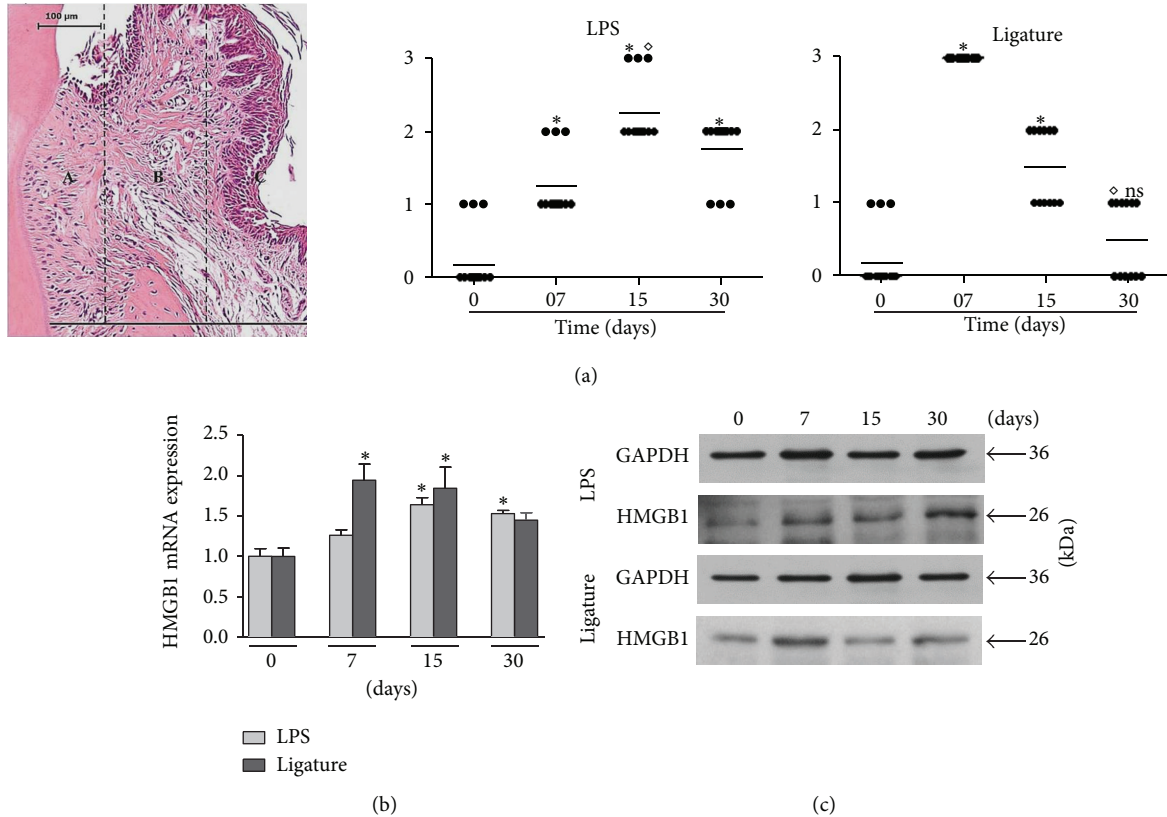 100 μm
A
B
C
LPS
3
2
1
0
* ◇
*
*
0 07 15 30
Time (days)
Ligature
3
2
1
0
*
*
◇ ns
0 07 15 30
Time (days)
(a)
HMGB1 mRNA expression
2.5
2.0
1.5
1.0
0.5
0.0
*
* *
*
0 7 15 30
(days)
LPS
Ligature
(b)
0 7 15 30 (days)
LPS
GAPDH 36
HMGB1 26
Ligature
GAPDH 36
HMGB1 26
(kDa)
(c)